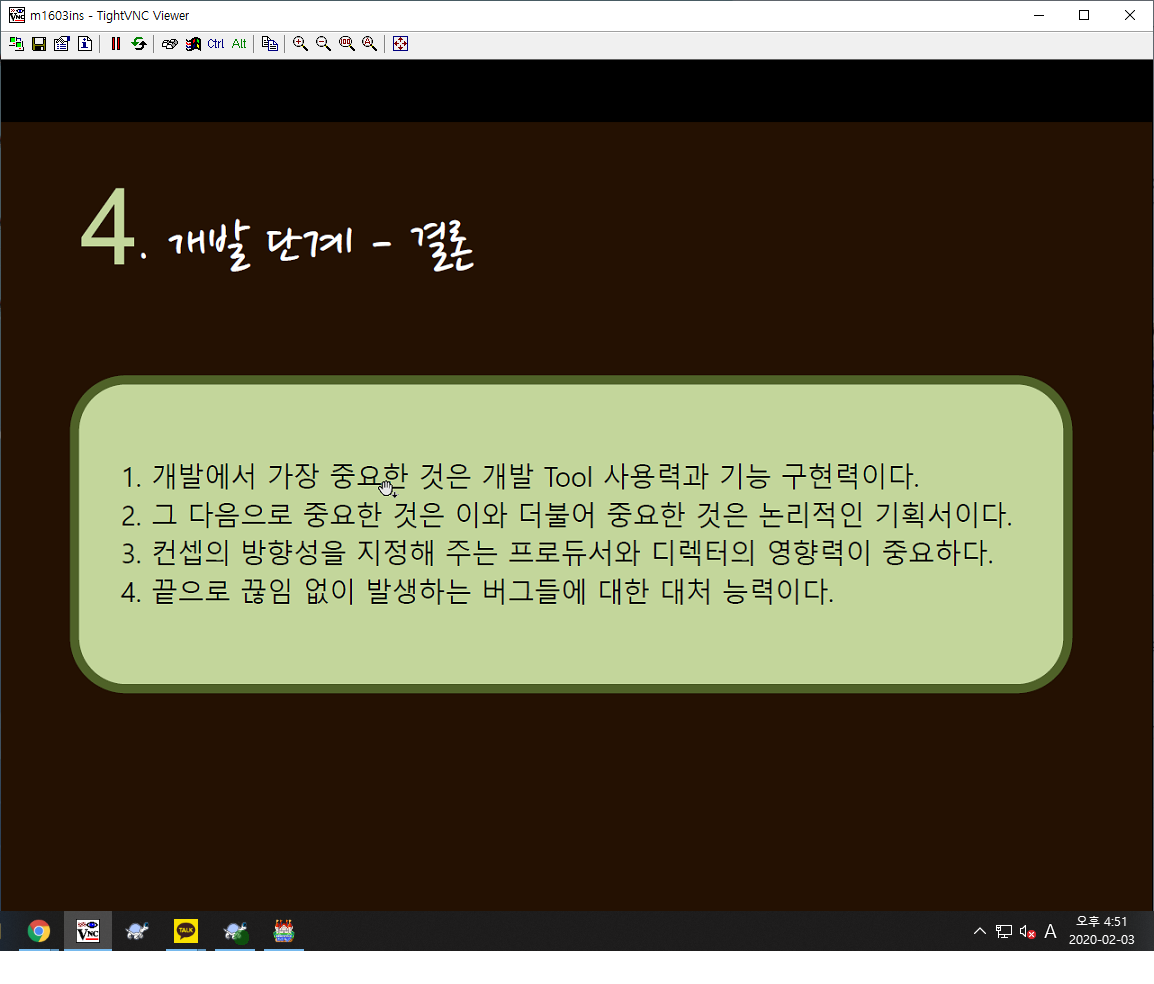 m1603ins - TightVNC Viewer
Ctrl Alt
4. 개발 단계 - 결론
1. 개발에서 가장 중요한 것은 개발 Tool 사용력과 기능 구현력이다.
2. 그 다음으로 중요한 것은 이와 더불어 중요한 것은 논리적인 기획서이다.
3. 컨셉의 방향성을 지정해 주는 프로듀서와 디렉터의 영향력이 중요하다.
4. 끝으로 끊임 없이 발생하는 버그들에 대한 대처 능력이다.
VNC TALK A 오후 4:51
2020-02-03